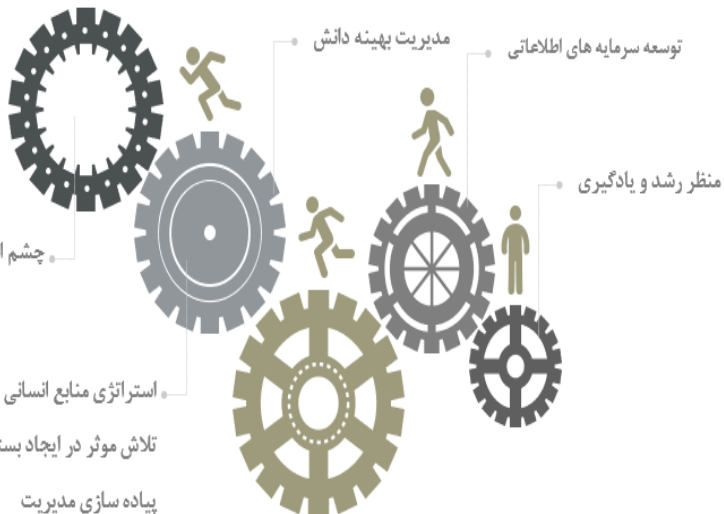 مدیریت بهینه دانش
توسعه سرمایه های اطلاعاتی
منظر رشد و یادگیری
چشم
استراتژی منابع انسانی
تلاش موثر در ایجاد
پیاده سازی مدیریت